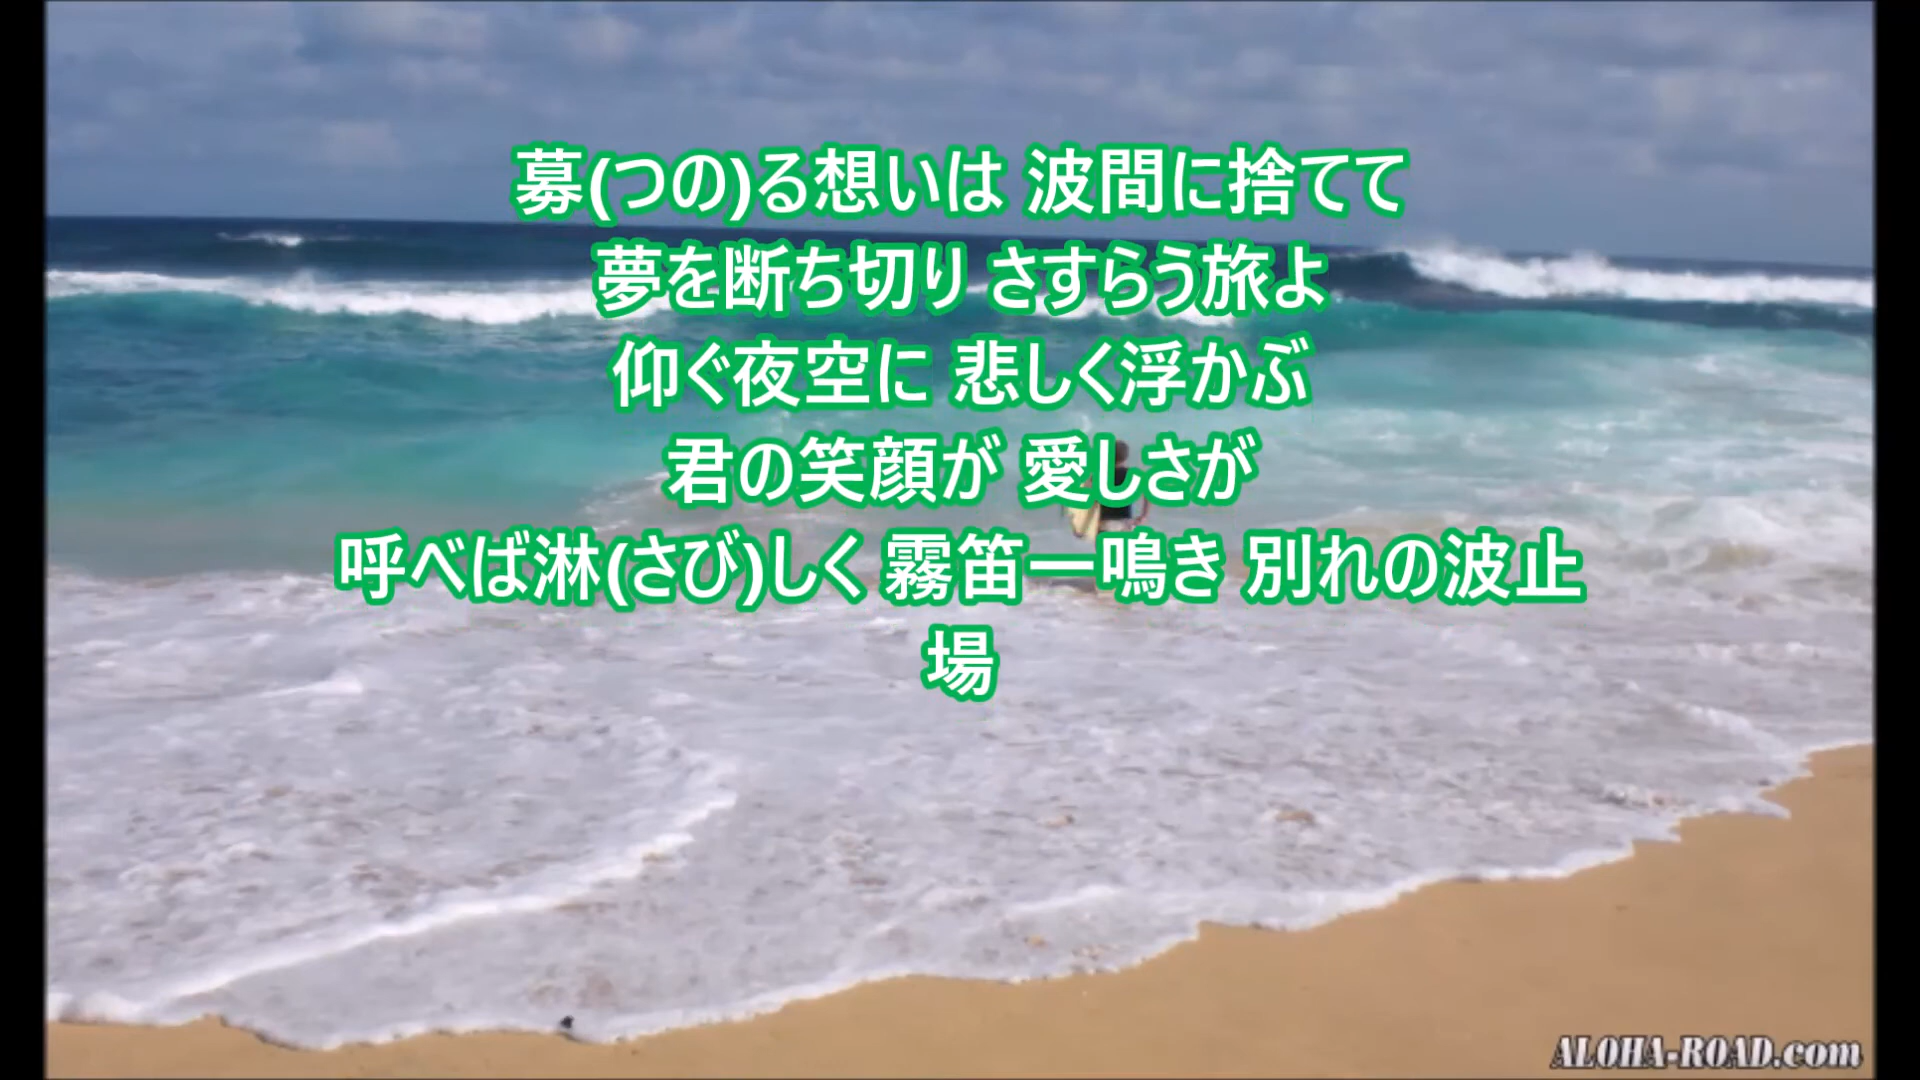 募(つの)る想いは 波間に捨てて
夢を断ち切り さすらう旅よ
仰ぐ夜空に 悲しく浮かぶ
君の笑顔が 愛しさが
呼べば淋(さび)しく 霧笛一鳴き 別れの波止
場
ALOHA-ROAD.com